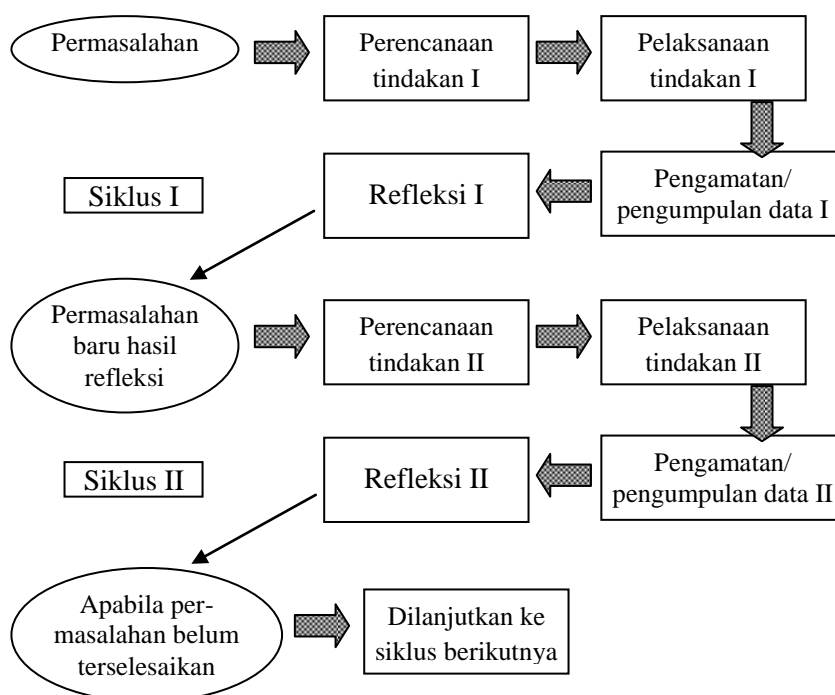 Permasalahan
Perencanaan
tindakan I
Pelaksanaan
tindakan I
Siklus I
Refleksi I
Pengamatan/
pengumpulan data I
Permasalahan
baru hasil
refleksi
Perencanaan
tindakan II
Pelaksanaan
tindakan II
Siklus II
Refleksi II
Pengamatan/
pengumpulan data II
Apabila per-
masalahan belum
terselesaikan
Dilanjutkan ke
siklus berikutnya